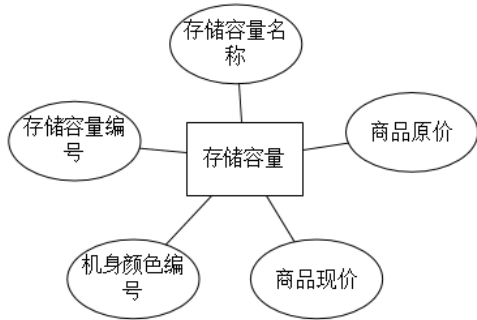 存储容量名
称
存储容量编
号
商品原价
存储容量
机身颜色编
号
商品现价